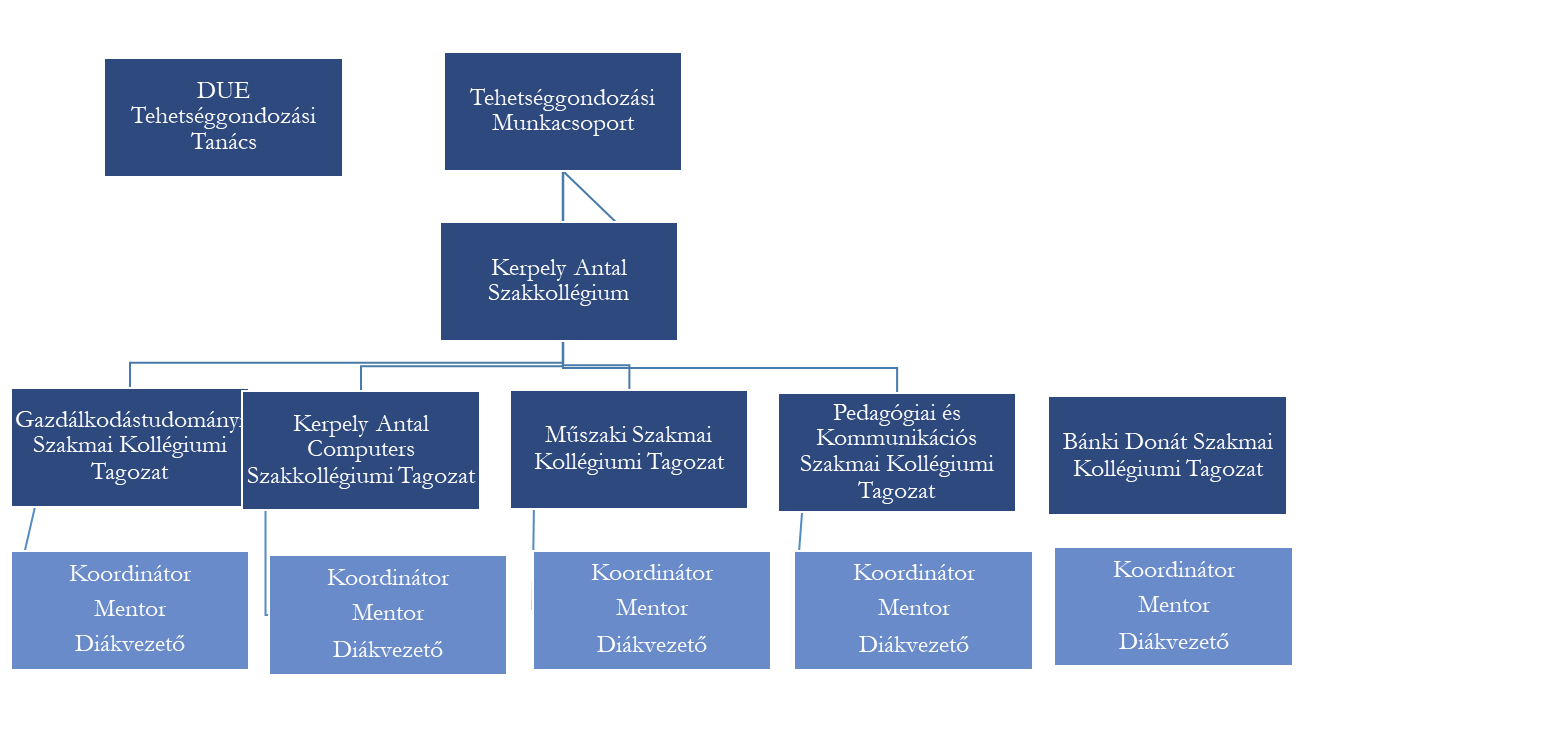 DUE
Tehetséggondozási
Tanács
Tehetséggondozási
Munkacsoport
Kerpely Antal
Szakkollégium
Gazdálkodástudományi
Szakmai Kollégiumi
Tagozat
Kerpely Antal
Computers
Szakkollégiumi Tagozat
Műszaki Szakmai
Kollégiumi Tagozat
Pedagógiai és
Kommunikációs
Szakmai Kollégiumi
Tagozat
Bánki Donát Szakmai
Kollégiumi Tagozat
Koordinátor
Mentor
Diákvezető
Koordinátor
Mentor
Diákvezető
Koordinátor
Mentor
Diákvezető
Koordinátor
Mentor
Diákvezető
Koordinátor
Mentor
Diákvezető